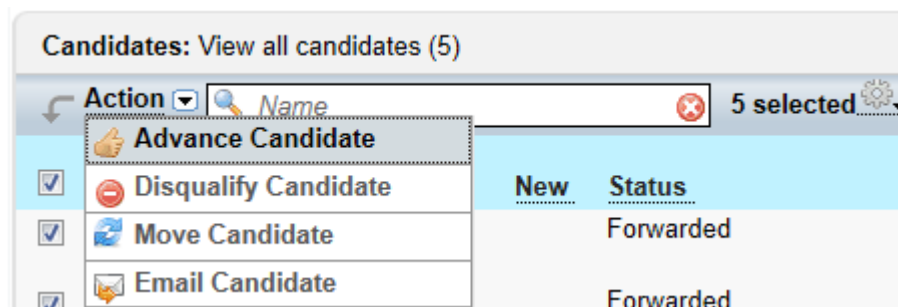 Candidates: View all candidates (5)
Action Name 5 selected
Advance Candidate
Disqualify Candidate New Status
Move Candidate Forwarded
Email Candidate
Forwarded